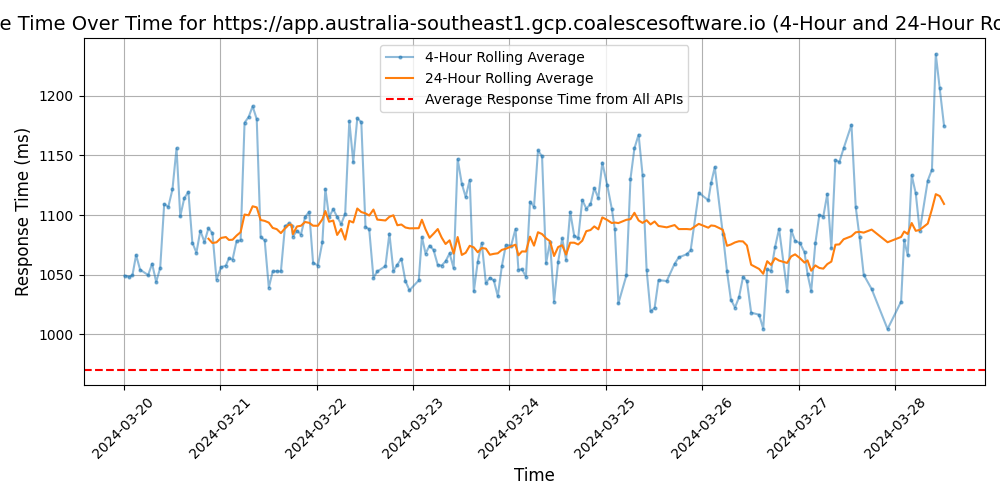 e Time Over Time for https://app.australia-southeast1.gcp.coalescesoftware.io (4-Hour and 24-Hour Ro
4-Hour Rolling Average
24-Hour Rolling Average
Average Response Time from All APIs
Response Time (ms)
1200
1150
1100
1050
1000
2024-03-20
2024-03-21
2024-03-22
2024-03-23
2024-03-24
2024-03-25
2024-03-26
2024-03-27
2024-03-28
Time